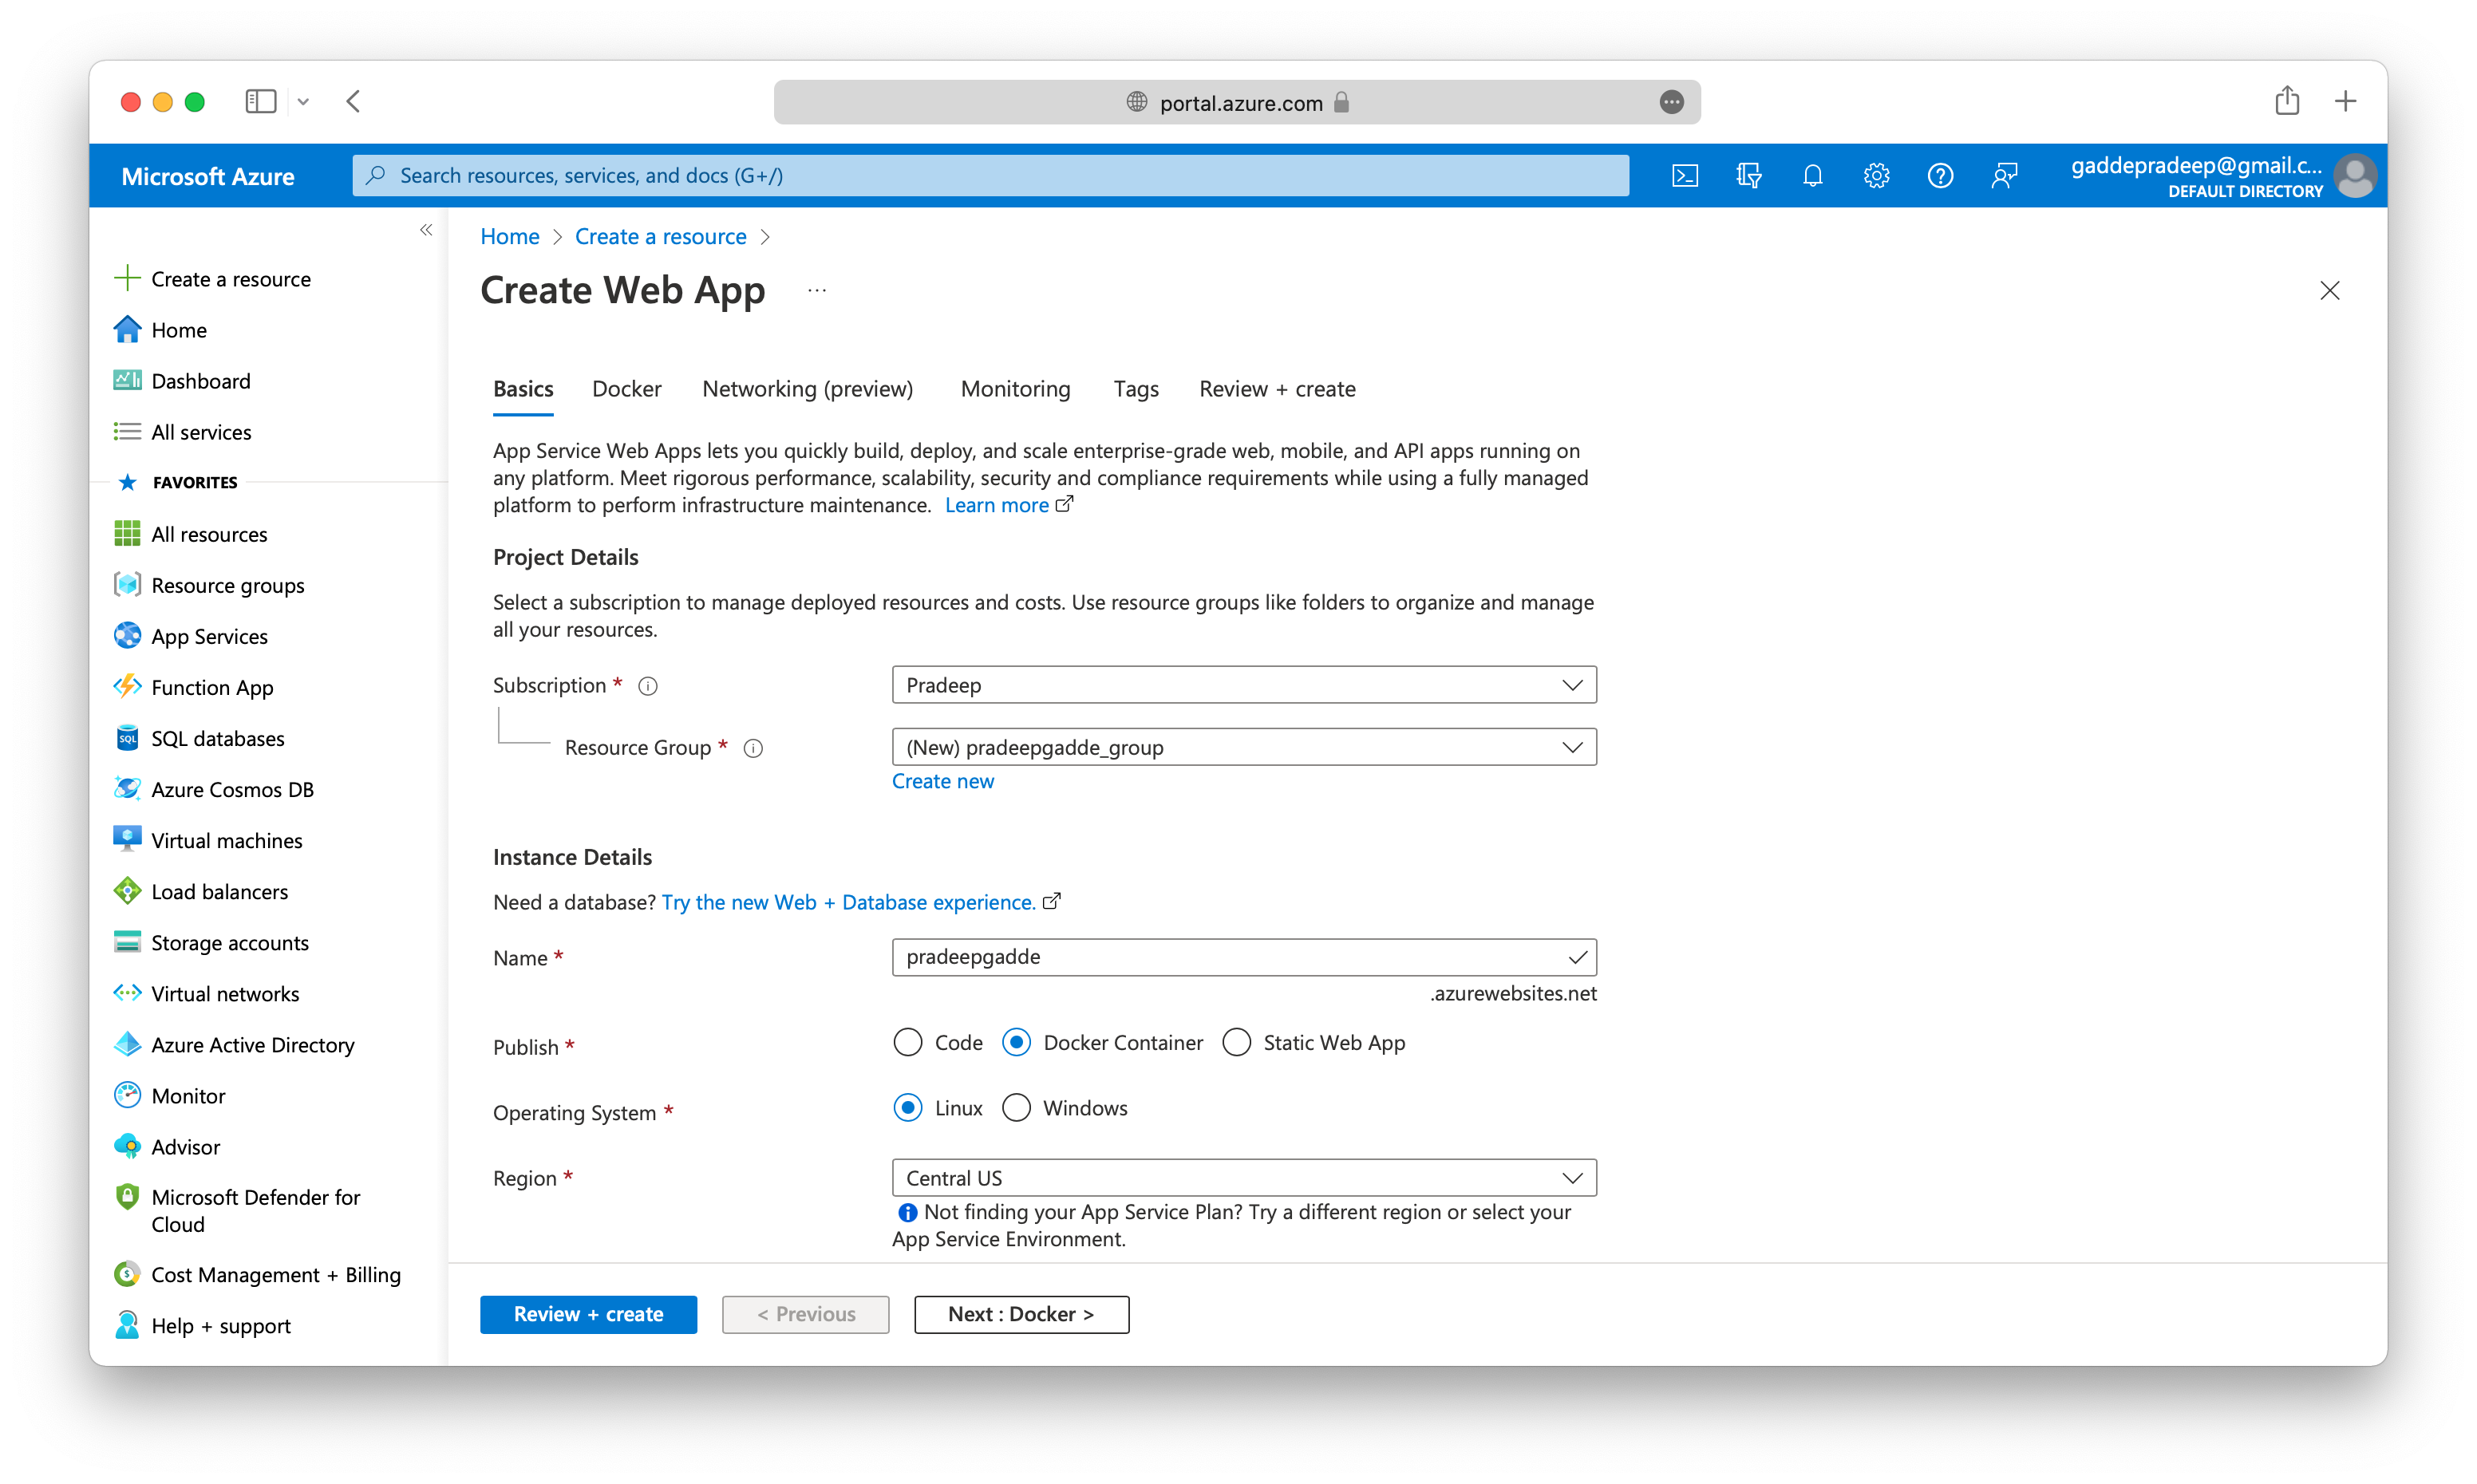 portal.azure.com
Microsoft Azure
Search resources, services, and docs (G+/)
gaddepradeep@gmail.c...
DEFAULT DIRECTORY
Create a resource
Home
Dashboard
All services
FAVORITES
All resources
Resource groups
App Services
Function App
SQL
SQL databases
Azure Cosmos DB
Virtual machines
Load balancers
Storage accounts
Virtual networks
Azure Active Directory
Monitor
Advisor
Microsoft Defender for
Cloud
Cost Management + Billing
Help + support
Home > Create a resource >
Create Web App ...
Basics Docker Networking (preview) Monitoring Tags Review + create
App Service Web Apps lets you quickly build, deploy, and scale enterprise-grade web, mobile, and API apps running on
any platform. Meet rigorous performance, scalability, security and compliance requirements while using a fully managed
platform to perform infrastructure maintenance. Learn more
Project Details
Select a subscription to manage deployed resources and costs. Use resource groups like folders to organize and manage
all your resources.
Subscription * Pradeep
Resource Group * (New) pradeepgadde_group
Create new
Instance Details
Need a database? Try the new Web + Database experience.
Name * pradeepgadde
.azurewebsites.net
Publish * Code Docker Container Static Web App
Operating System * Linux Windows
Region * Central US
Not finding your App Service Plan? Try a different region or select your
App Service Environment.
Review + create < Previous Next : Docker >